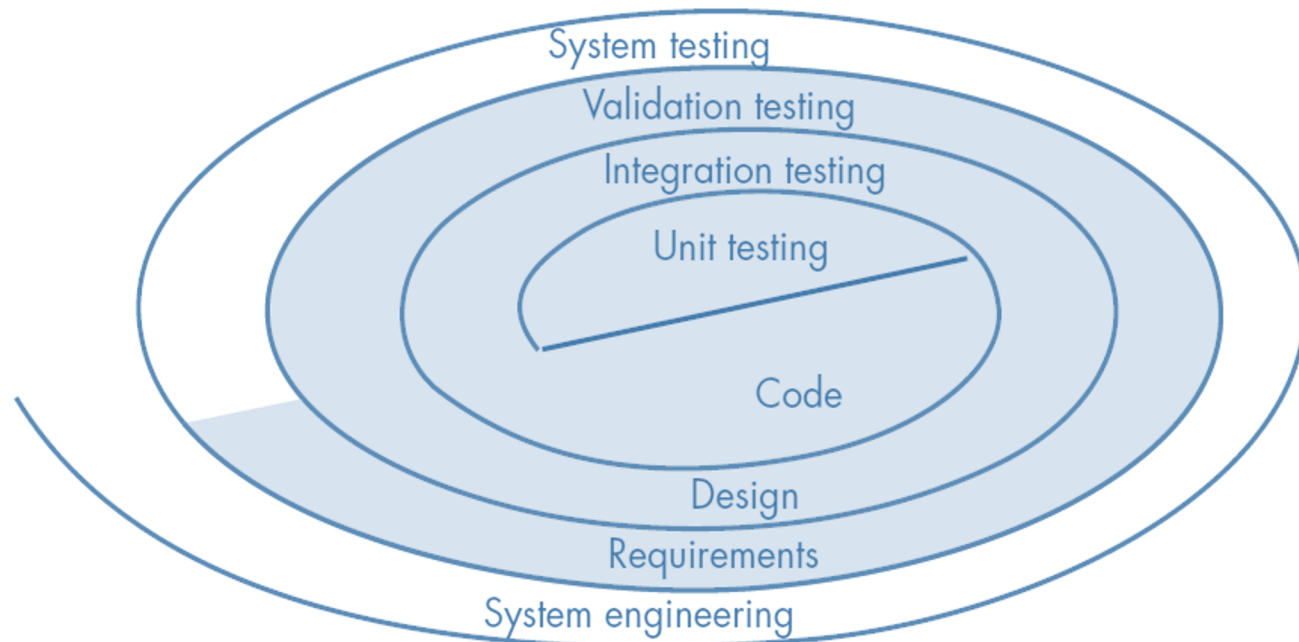 System testing
Validation testing
Integration testing
Unit testing
Code
Design
Requirements
System engineering